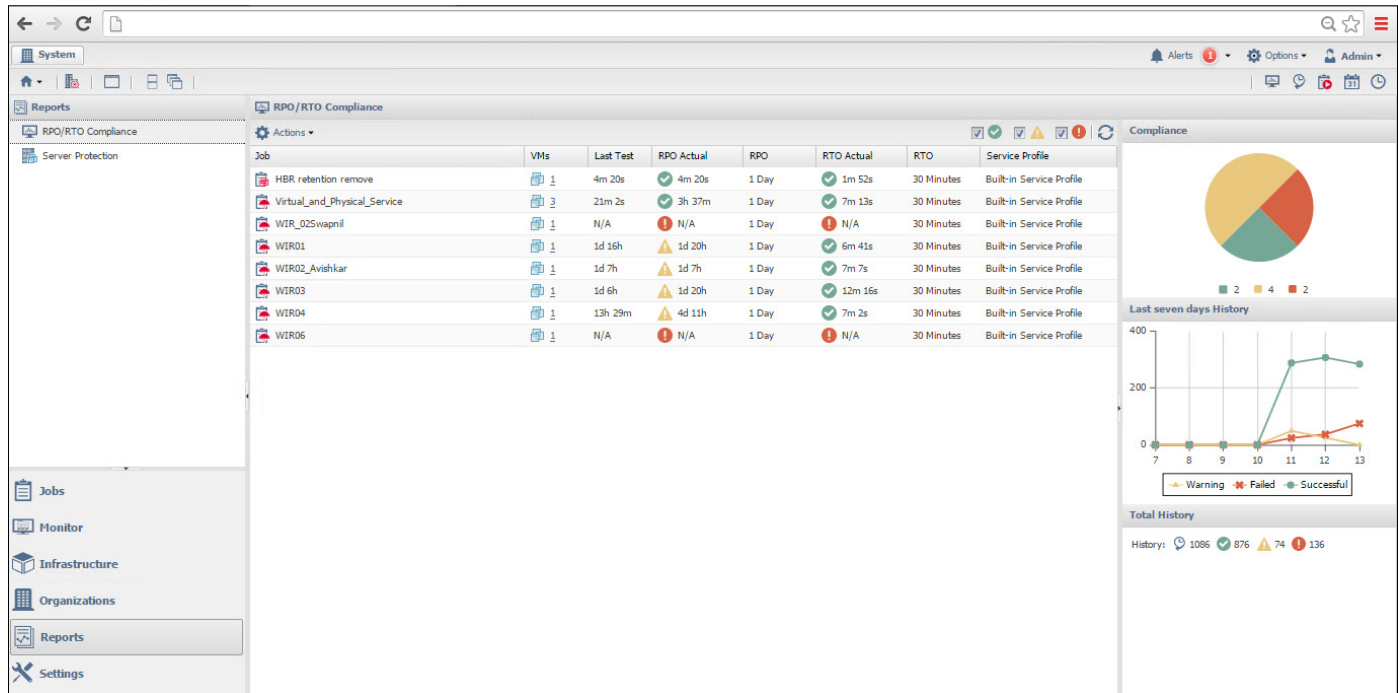 System
Alerts 1 Options Admin
31
Reports
RPO/RTO Compliance
Server Protection
Jobs
Monitor
Infrastructure
Organizations
Reports
Settings
RPO/RTO Compliance
Actions
Job VMs Last Test RPO Actual RPO RTO Actual RTO Service Profile
HBR retention remove 1 4m 20s 4m 20s 1 Day 1m 52s 30 Minutes Built-in Service Profile
Virtual_and_Physical_Service 3 21m 2s 3h 37m 1 Day 7m 13s 30 Minutes Built-in Service Profile
WIR_02Swapnil 1 N/A N/A 1 Day N/A 30 Minutes Built-in Service Profile
WIR01 1 1d 16h 1d 20h 1 Day 6m 41s 30 Minutes Built-in Service Profile
WIR02_Avishkar 1 1d 7h 1d 7h 1 Day 7m 7s 30 Minutes Built-in Service Profile
WIR03 1 1d 6h 1d 20h 1 Day 12m 16s 30 Minutes Built-in Service Profile
WIR04 1 13h 29m 4d 11h 1 Day 7m 2s 30 Minutes Built-in Service Profile
WIR06 1 N/A N/A 1 Day N/A 30 Minutes Built-in Service Profile
Compliance
2 4 2
Last seven days History
400
200
0
7 8 9 10 11 12 13
Warning Failed Successful
Total History
History: 1086 876 74 136